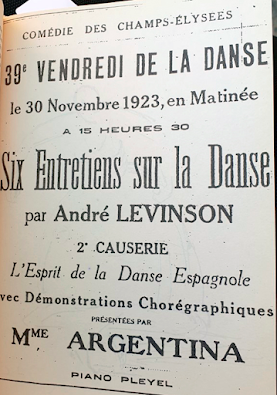 COMÉDIE DES CHAMPS-ÉLYSEES
39e VENDREDI DE LA DANSE
le 30 Novembre 1923, en Matinée
A 15 HEURES 30
Six Entretiens sur la Danse
par André LEVINSON
2e CAUSERIE
L'Esprit de la Danse Espagnole
vec Démonstrations Chorégraphiques
PRÉSENTÉES PAR
MME ARGENTINA
PIANO PLEYEL